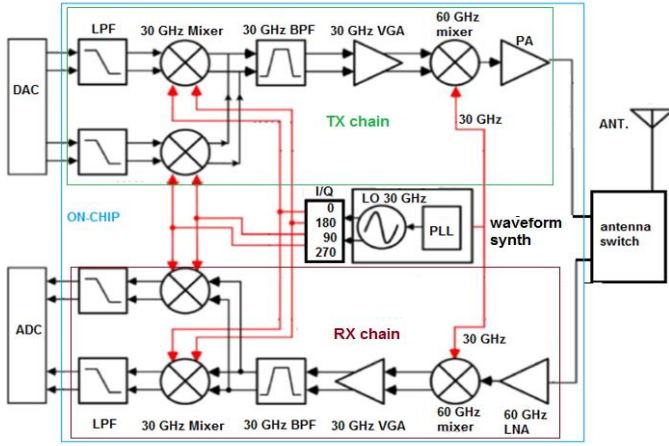 LPF
30 GHz Mixer
30 GHz BPF
30 GHz VGA
60 GHz
mixer
PA
DAC
TX chain
30 GHz
ANT.
I/Q
0
180
90
270
LO 30 GHz
PLL
waveform
synth
ON-CHIP
antenna
switch
ADC
RX chain
30 GHz
LPF
30 GHz Mixer
30 GHz BPF
30 GHz VGA
60 GHz
mixer
60 GHz
LNA